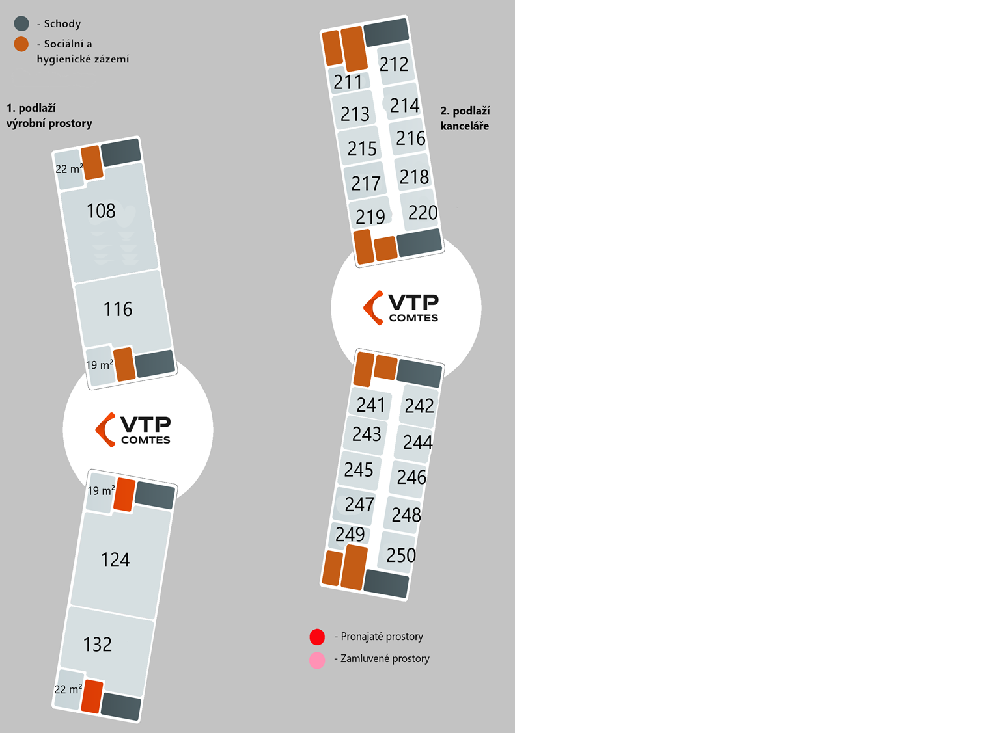 - Schody
- Sociální a
hygienické zázemí
1. podlaží
výrobní prostory
22 m²
108
116
19 m²
VTP
COMTES
19 m²
124
132
22 m²
2. podlaží
kanceláře
211
212
213
214
215
216
217
218
219
220
VTP
COMTES
241
242
243
244
245
246
247
248
249
250
- Pronajaté prostory
- Zamluvené prostory